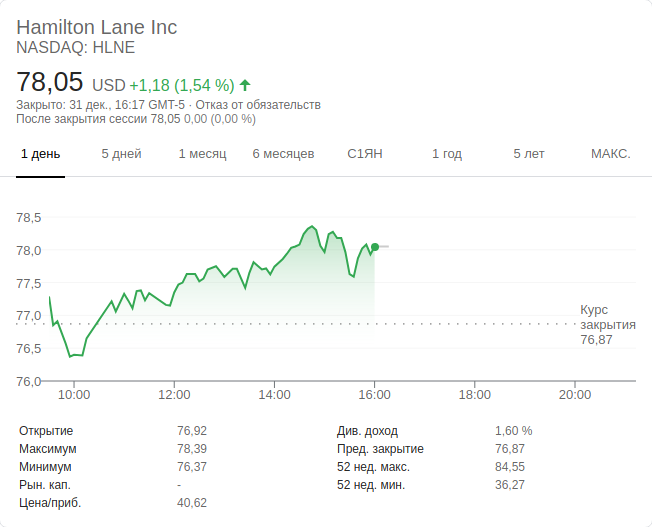 Hamilton Lane Inc
NASDAQ: HLNE
78,05 USD +1,18 (1,54 %)
Закрыто: 31 дек., 16:17 GMT-5 · Отказ от обязательств
После закрытия сессии 78,05 0,00 (0,00 %)
1 день 5 дней 1 месяц 6 месяцев С1ЯН 1 год 5 лет МАКС.
78,5
78,0
77,5
77,0
76,5
76,0
Курс
закрытия
76,87
10:00 12:00 14:00 16:00 18:00 20:00
Открытие 76,92 Див. доход 1,60 %
Максимум 78,39 Пред. закрытие 76,87
Минимум 76,37 52 нед. макс. 84,55
Рын. кап. - 52 нед. мин. 36,27
Цена/приб. 40,62